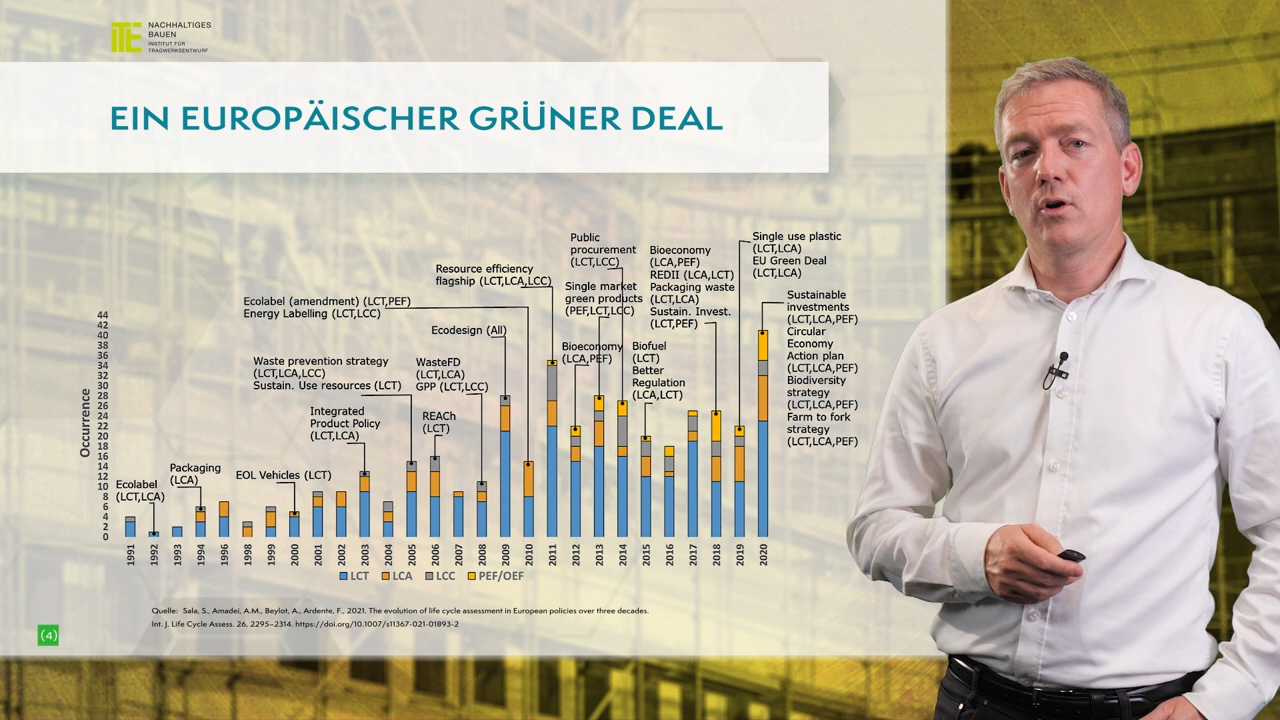 NACHHALTIGES
BAUEN
INSTITUT FÜR
TRAGWERKSENTWURF
ITE
EIN EUROPÄISCHER GRÜNER DEAL
Public
procurement
(LCT,LCC)
Bioeconomy
(LCA,PEF)
REDII (LCA,LCT)
Packaging waste
(LCT,LCA)
Sustain. Invest.
(LCT,PEF)
Single use plastic
(LCT,LCA)
EU Green Deal
(LCT,LCA)
Resource efficiency
flagship (LCT,LCA,LCC)
Single market
green products
(PEF,LCT,LCC)
Sustainable
investments
(LCT,LCA,PEF)
Circular
Economy
Action plan
(LCT,LCA,PEF)
Biodiversity
strategy
(LCT,LCA,PEF)
Farm to fork
strategy
(LCT,LCA,PEF)
Ecolabel (amendment) (LCT,PEF)
Energy Labelling (LCT,LCC)
Ecodesign (All)
Bioeconomy
(LCA,PEF)
Biofuel
(LCT)
Better
Regulation
(LCA,LCT)
Waste prevention strategy
(LCT,LCA,LCC)
Sustain. Use resources (LCT)
WasteFD
(LCT,LCA)
GPP (LCT,LCC)
Integrated
Product Policy
(LCT,LCA)
REACh
(LCT)
Packaging
(LCA)
EOL Vehicles (LCT)
Ecolabel
(LCT,LCA)
Occurrence
44
42
40
38
36
34
32
30
28
26
24
22
20
18
16
14
12
10
8
6
4
2
0
1991 1992 1993 1994 1996 1998 1999 2000 2001 2002 2003 2004 2005 2006 2007 2008 2009 2010 2011 2012 2013 2014 2015 2016 2017 2018 2019 2020
LCT LCA LCC PEF/OEF
Quelle: Sala, S., Amadei, A.M., Beylot, A., Ardente, F., 2021. The evolution of life cycle assessment in European policies over three decades.
Int. J. Life Cycle Assess. 26, 2295–2314. https://doi.org/10.1007/s11367-021-01893-2
(4)